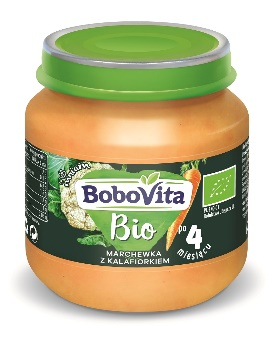 BoboVita
Bio
MARCHEWKA
Z KALAFIORKIEM
po
4
miesiącu